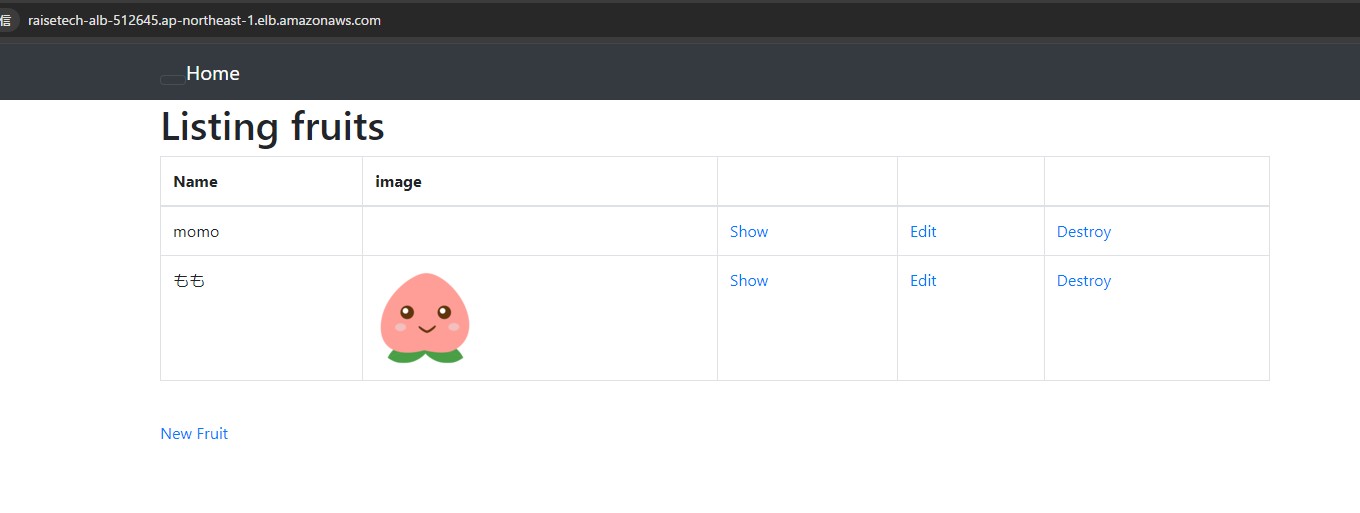 信 raisetech-alb-512645.ap-northeast-1.elb.amazonaws.com
Home
Listing fruits
Name image
momo Show Edit Destroy
もも Show Edit Destroy
New Fruit